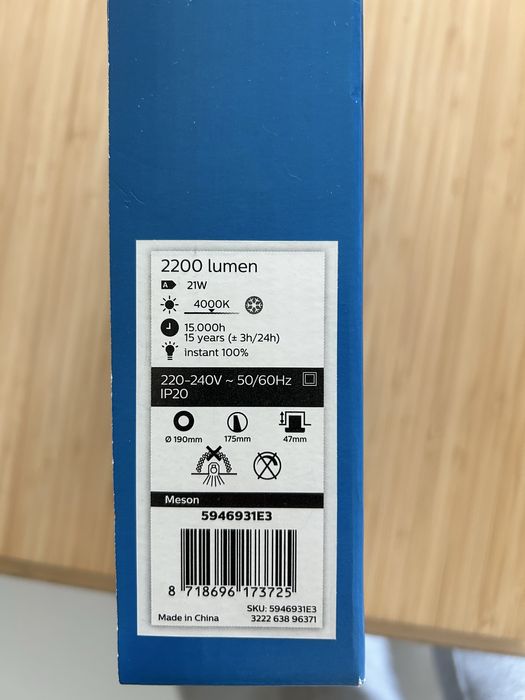 2200 lumen
A 21W
4000K
15.000h
15 years (± 3h/24h)
instant 100%
220-240V ~ 50/60Hz
IP20
Ø 190mm 175mm 47mm
Meson
5946931E3
8 718696 173725
SKU: 5946931E3
Made in China 3222 638 96371